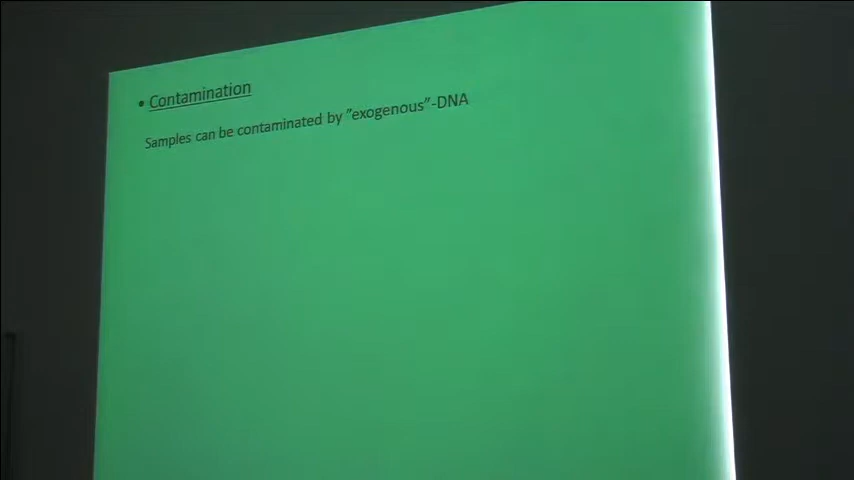 • Contamination
Samples can be contaminated by ”exogenous”-DNA